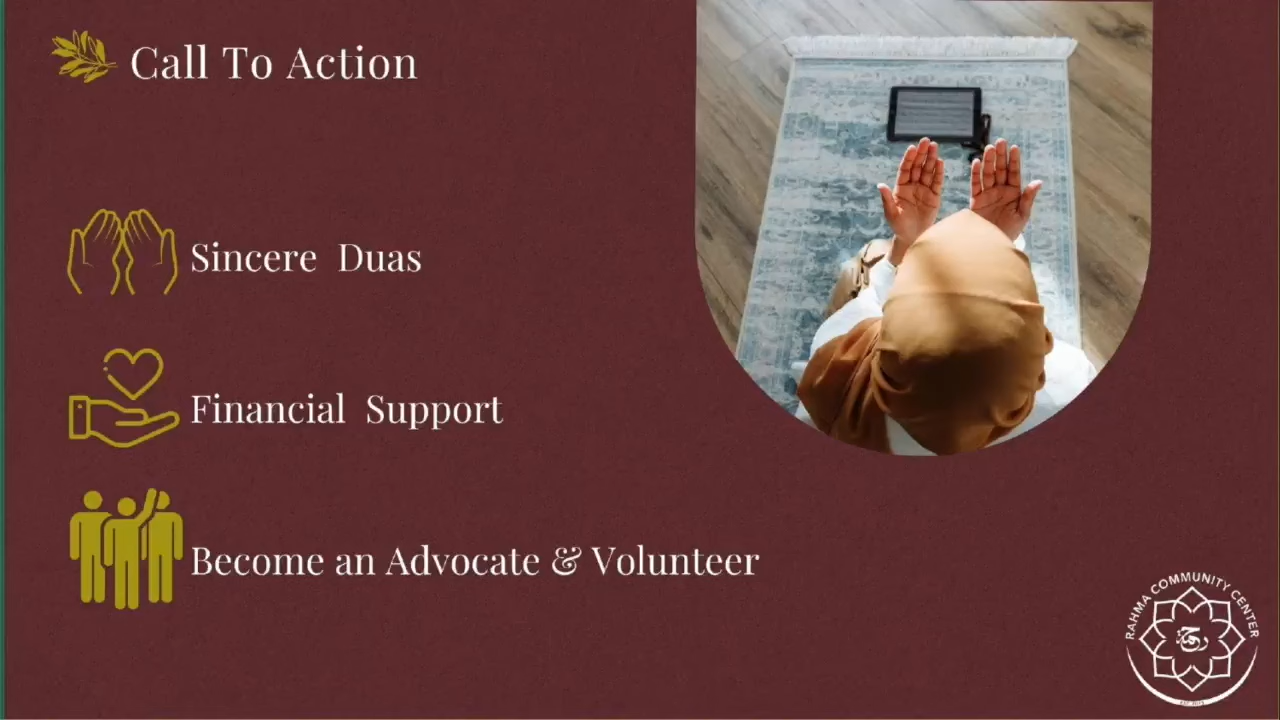 Call To Action
Sincere Duas
Financial Support
Become an Advocate & Volunteer
RAHMA COMMUNITY CENTER